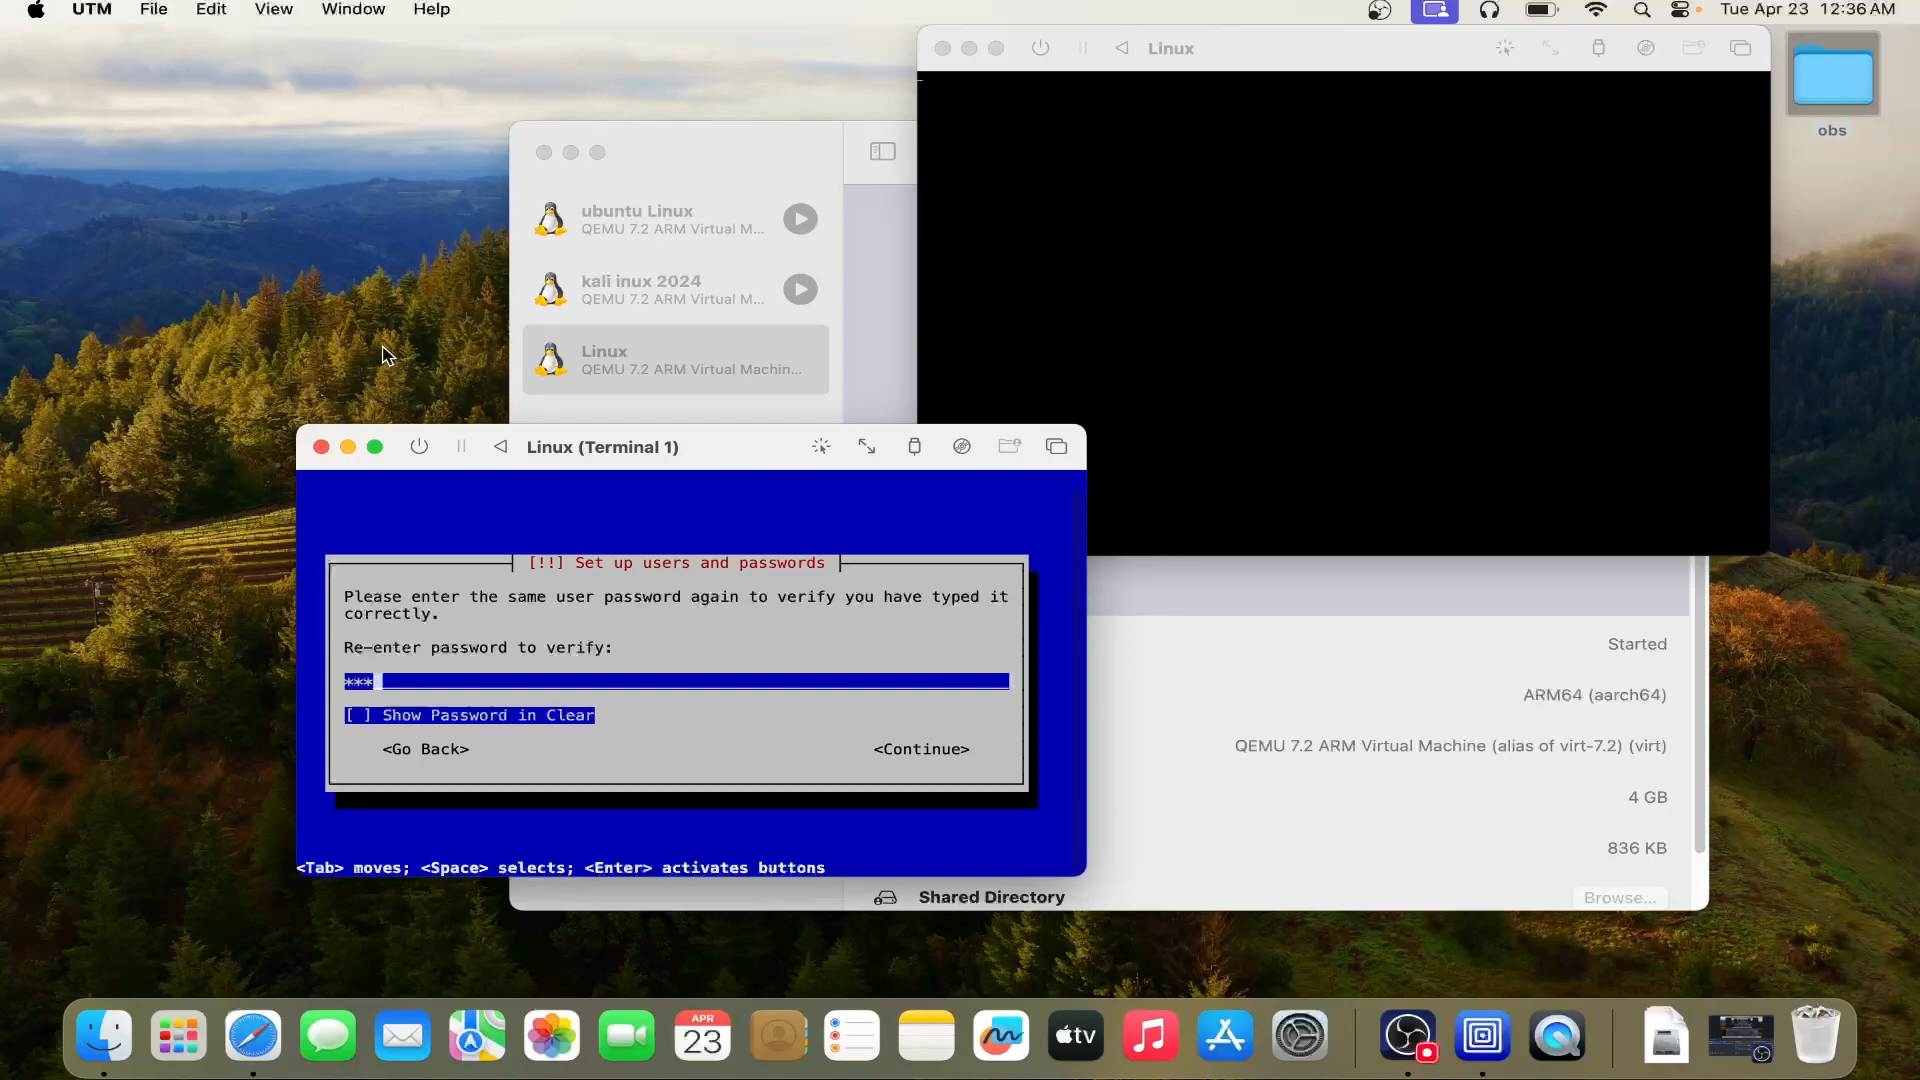 UTM File Edit View Window Help
Tue Apr 23 12:36 AM
Linux
obs
ubuntu Linux
QEMU 7.2 ARM Virtual M...
kali inux 2024
QEMU 7.2 ARM Virtual M...
Linux
QEMU 7.2 ARM Virtual Machin...
Linux (Terminal 1)
[!!] Set up users and passwords
Please enter the same user password again to verify you have typed it
correctly.
Re-enter password to verify:
***
[ ] Show Password in Clear
<Go Back> <Continue>
<Tab> moves; <Space> selects; <Enter> activates buttons
Started
ARM64 (aarch64)
QEMU 7.2 ARM Virtual Machine (alias of virt-7.2) (virt)
4 GB
836 KB
Shared Directory
Browse...
APR
23
tv